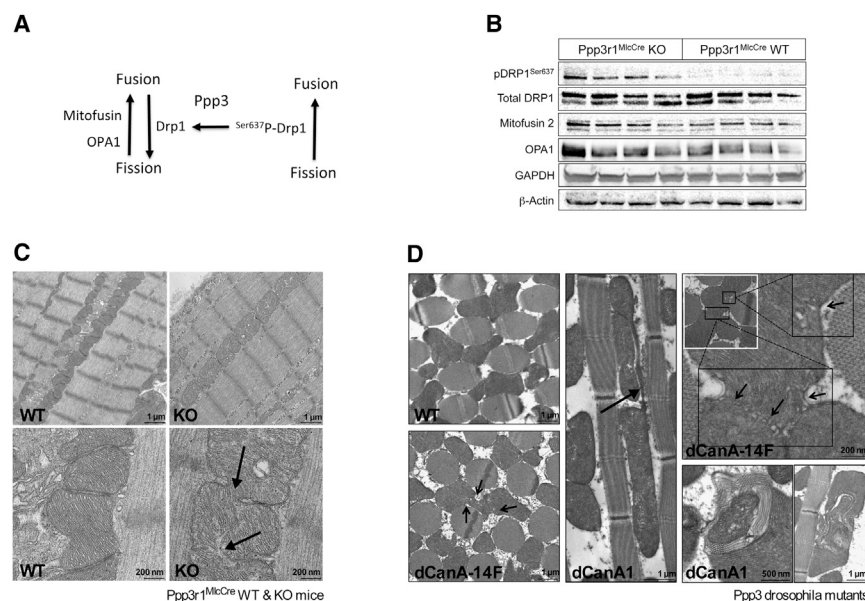 A
Fusion
Fusion
Ppp3
Mitofusin
OPA1
Drp1
Ser637P-Drp1
Fission
Fission
B
Ppp3r1MlcCre KO
Ppp3r1MlcCre WT
pDRP1Ser637
Total DRP1
Mitofusin 2
OPA1
GAPDH
β-Actin
C
WT
1 µm
KO
1 µm
WT
200 nm
KO
200 nm
Ppp3r1MlcCre WT & KO mice
D
WT
1 µm
dCanA-14F
1 µm
dCanA1
1 µm
dCanA-14F
200 nm
dCanA1
500 nm
1 µm
Ppp3 drosophila mutants